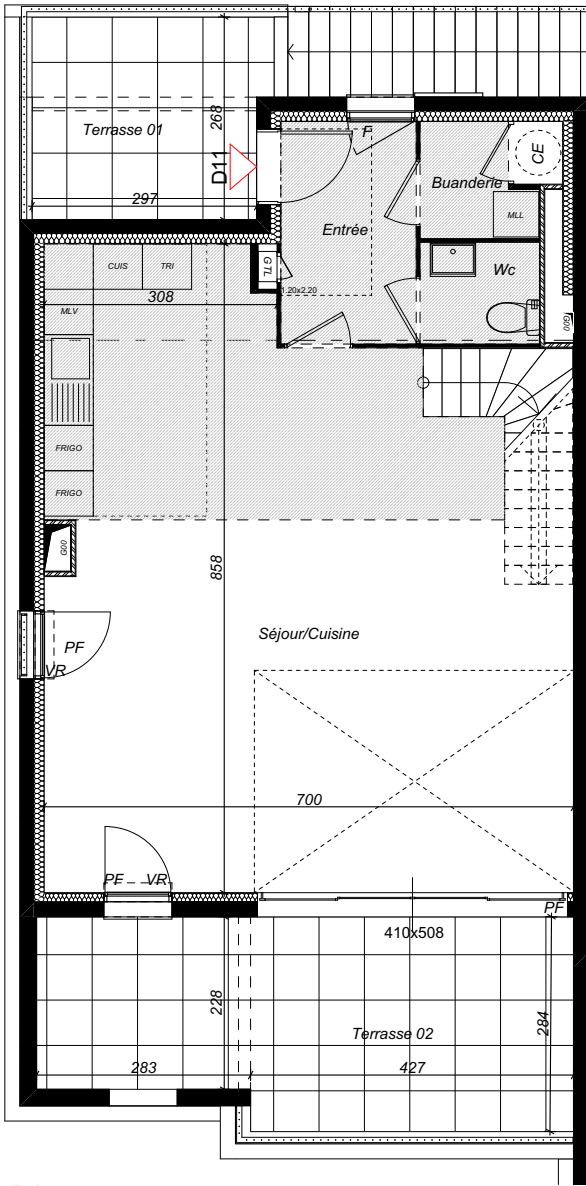 Terrasse 01
268
297
D11
F
Buanderie
CE
MLL
Entrée
Wc
CUIS
TRI
GTL
1.20x2.20
308
MLV
G00
FRIGO
FRIGO
G00
858
Séjour/Cuisine
PF
VR
700
PF
VR
PF
410x508
228
284
Terrasse 02
283
427